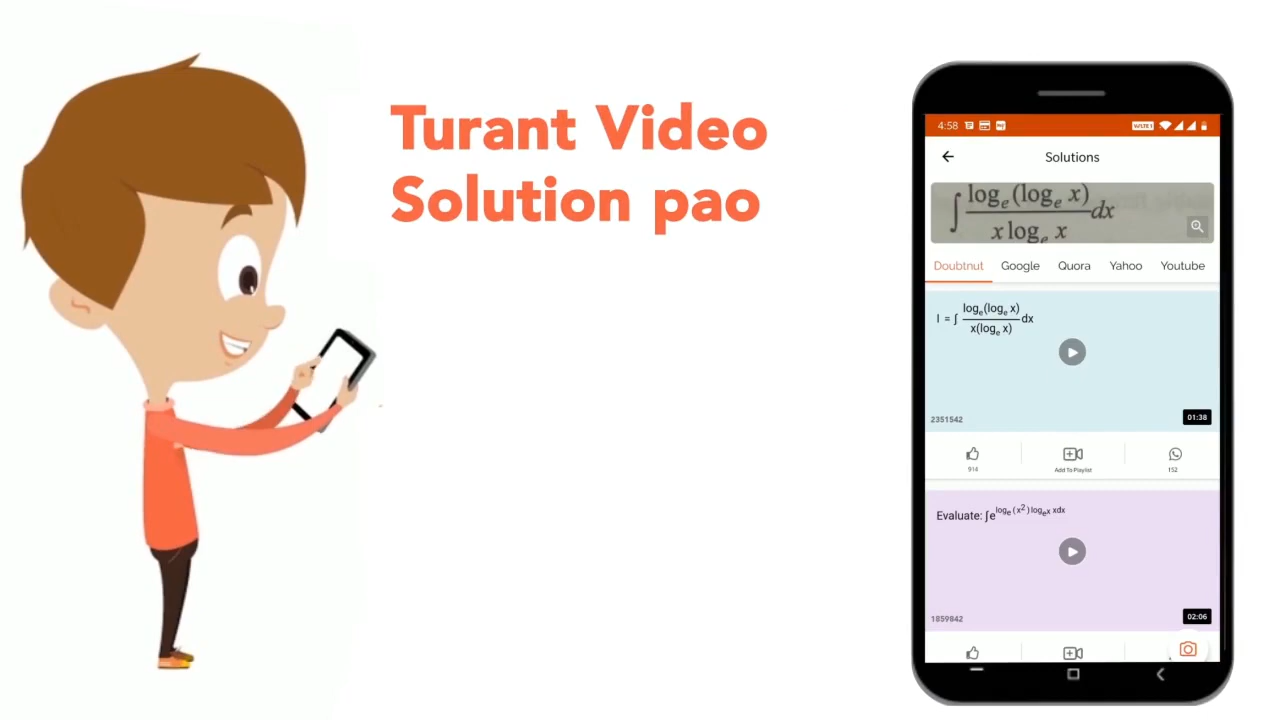 Turant Video
Solution pao
4:58
VoLTE1
Solutions
∫ logₑ(logₑ x) / x logₑ x dx
Doubtnut Google Quora Yahoo Youtube
I = ∫ logₑ(logₑ x) / x(logₑ x) dx
2351542 01:38
914 Add To Playlist 152
Evaluate: ∫e^logₑ(x²)logₑx xdx
1859842 02:06